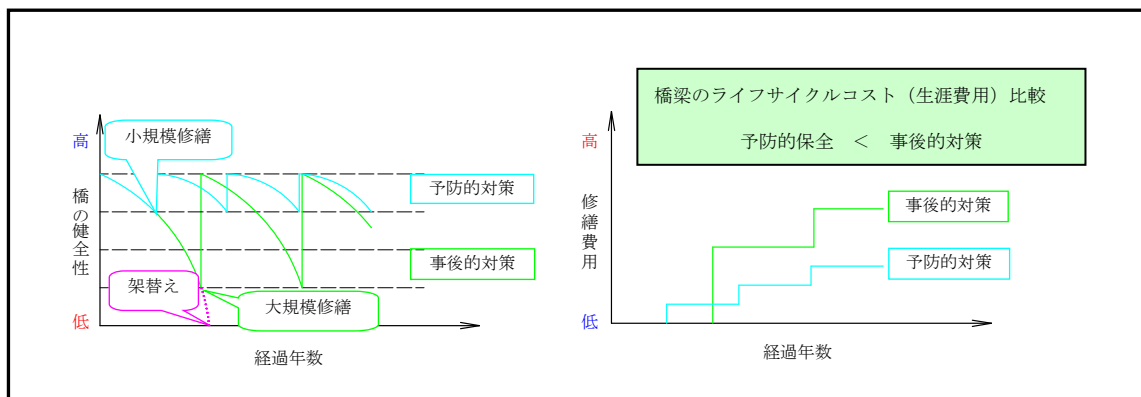 高
小規模修繕
予防的対策
橋の健全性
事後的対策
架替え
大規模修繕
低
経過年数
橋梁のライフサイクルコスト（生涯費用）比較
予防的保全 ＜ 事後的対策
高
修繕費用
事後的対策
予防的対策
低
経過年数